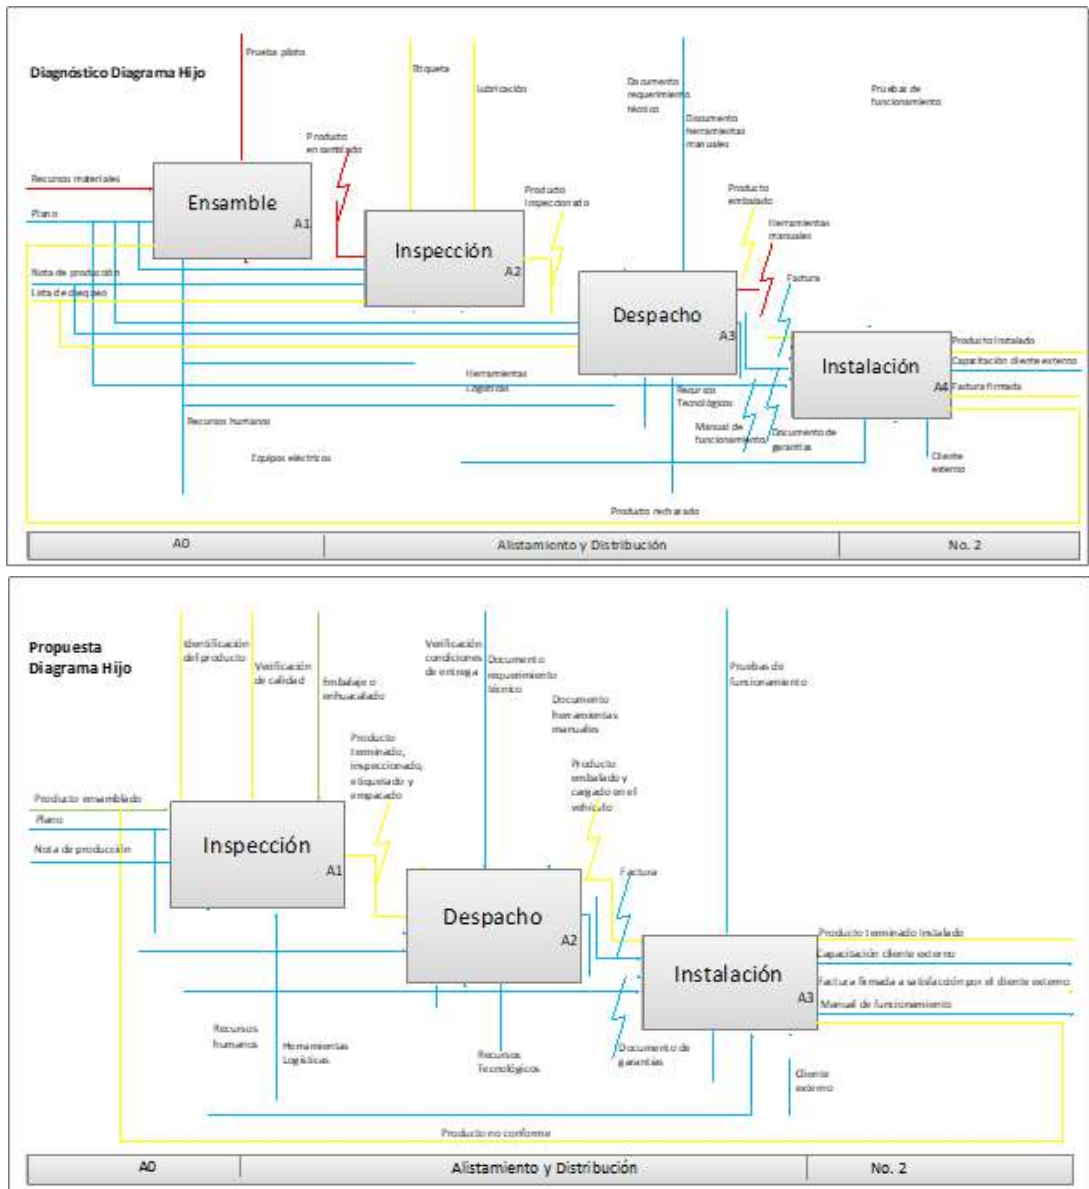 Diagnóstico Diagrama Hijo
Prueba piloto
Etiqueta
Lubricación
Documento
requerimiento
técnico
Documento
herramientas
manuales
Pruebas de
funcionamiento
Producto
ensamblado
Recursos materiales
Plano
Ensamble
A1
Producto
Inspeccionado
Inspección
A2
Producto
embalado
Herramientas
manuales
Nota de producción
Lista de chequeo
Factura
Despacho
A3
Producto Instalado
Capacitación cliente externo
Factura firmada
Instalación
A4
Herramientas
Logísticas
Recursos
Tecnológicos
Recursos humanos
Manual de
funcionamiento
Documento de
garantías
Equipos eléctricos
Cliente
externo
Producto rechazado
A0
Alistamiento y Distribución
No. 2
Propuesta
Diagrama Hijo
Identificación
del producto
Verificación
de calidad
Embalaje o
enhuacalado
Verificación
condiciones
de entrega
Documento
requerimiento
técnico
Documento
herramientas
manuales
Pruebas de
funcionamiento
Producto
terminado,
inspeccionado,
etiquetado y
empacado
Producto
embalado y
cargado en el
vehículo
Producto ensamblado
Plano
Nota de producción
Inspección
A1
Factura
Despacho
A2
Producto terminado Instalado
Capacitación cliente externo
Factura firmada a satisfacción por el cliente externo
Manual de funcionamiento
Instalación
A3
Recursos
humanos
Herramientas
Logísticas
Recursos
Tecnológicos
Documento de
garantías
Cliente
externo
Producto no conforme
A0
Alistamiento y Distribución
No. 2